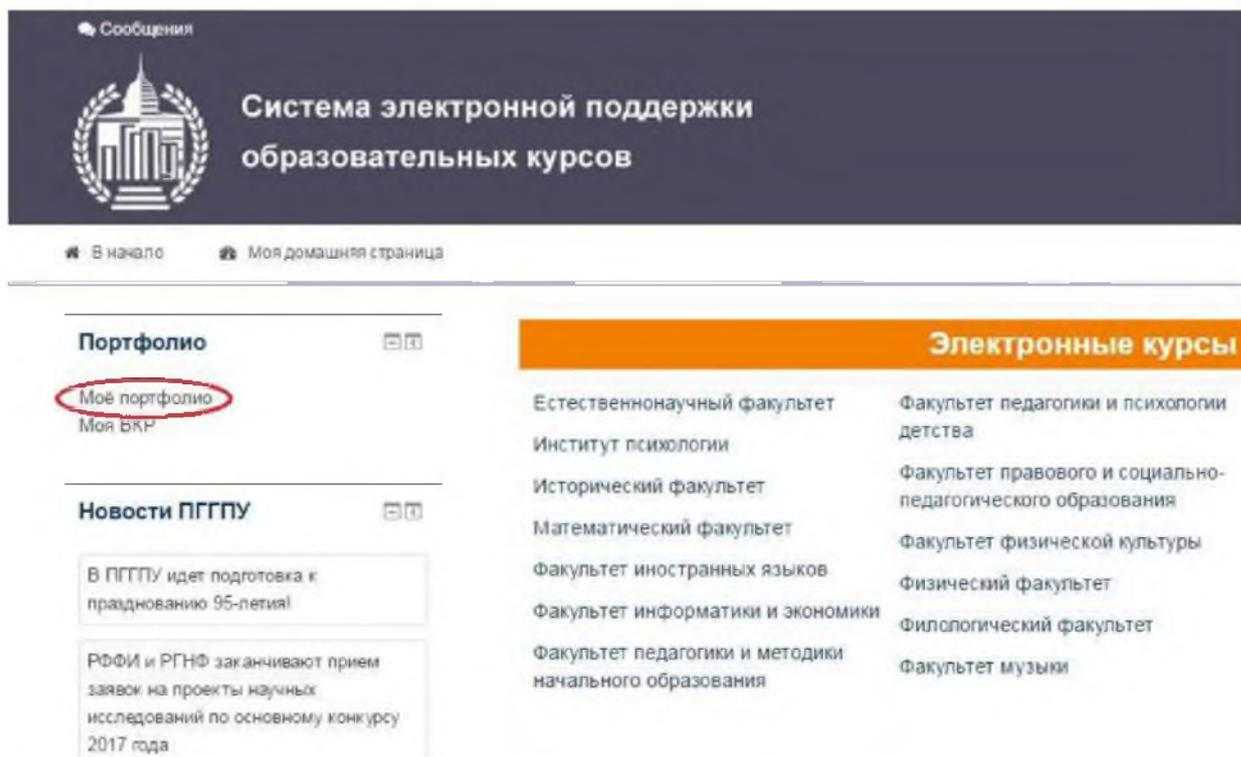 Сообщения
Система электронной поддержки
образовательных курсов
В начало
Моя домашняя страница
Портфолио
Моё портфолио
Моя ВКР
Новости ПГГПУ
В ПГГПУ идет подготовка к
празднованию 95-летия!
РФФИ и РГНФ заканчивают прием
заявок на проекты научных
исследований по основному конкурсу
2017 года
Электронные курсы
Естественнонаучный факультет
Институт психологии
Исторический факультет
Математический факультет
Факультет иностранных языков
Факультет информатики и экономики
Факультет педагогики и методики
начального образования
Факультет педагогики и психологии
детства
Факультет правового и социально-
педагогического образования
Факультет физической культуры
Физический факультет
Филологический факультет
Факультет музыки